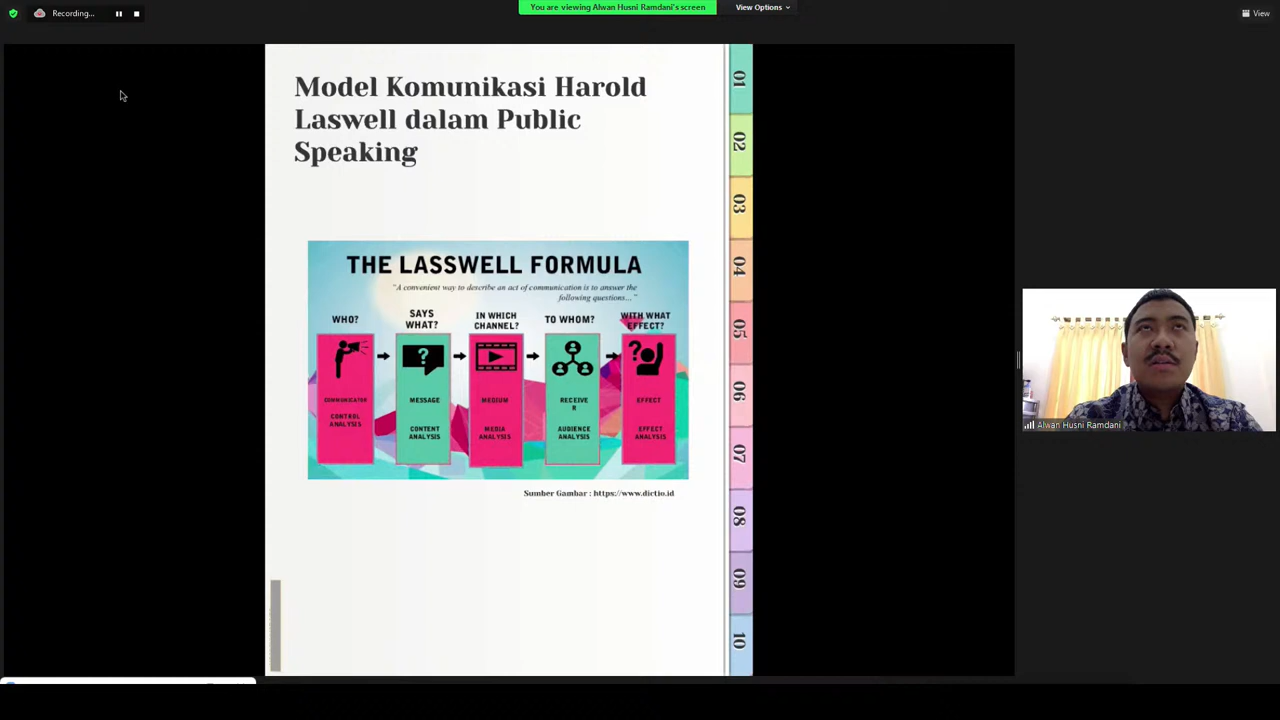 Recording...
You are viewing Alwan Husni Ramdani's screen
View Options
View
Model Komunikasi Harold
Laswell dalam Public
Speaking
THE LASSWELL FORMULA
"A convenient way to describe an act of communication is to answer the
following questions..."
WHO?
SAYS
WHAT?
IN WHICH
CHANNEL?
TO WHOM?
WITH WHAT
EFFECT?
COMMUNICATOR
CONTROL
ANALYSIS
MESSAGE
CONTENT
ANALYSIS
MEDIUM
MEDIA
ANALYSIS
RECEIVE
R
AUDIENCE
ANALYSIS
EFFECT
EFFECT
ANALYSIS
Sumber Gambar : https://www.dictio.id
01
02
03
04
05
06
07
08
09
10
Alwan Husni Ramdani